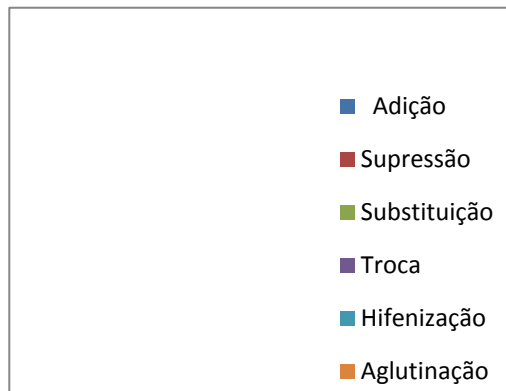 Adição
Supressão
Substituição
Troca
Hifenização
Aglutinação